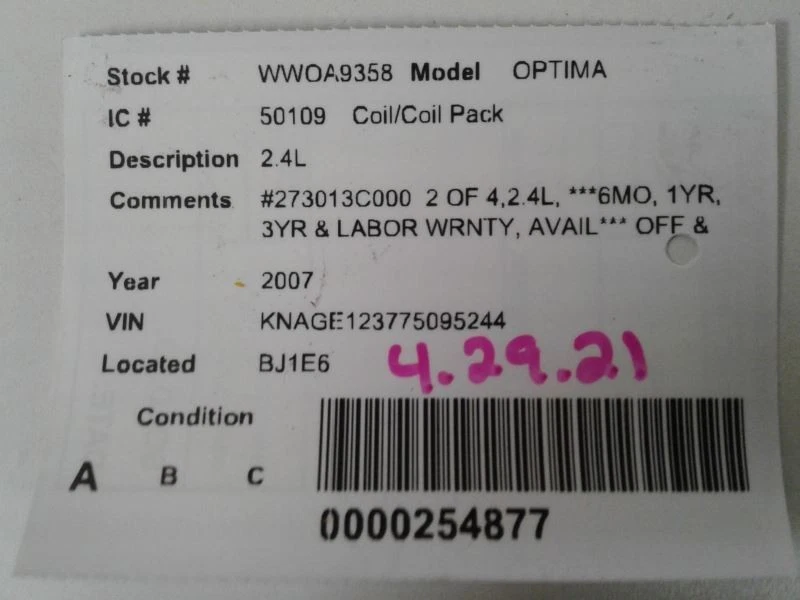 Stock # WWOA9358 Model OPTIMA
IC # 50109 Coil/Coil Pack
Description 2.4L
Comments #273013C000 2 OF 4,2.4L, ***6MO, 1YR,
3YR & LABOR WRNTY, AVAIL*** OFF &
Year 2007
VIN KNAGE123775095244
Located BJ1E6 4.29.21
Condition
A B C
0000254877